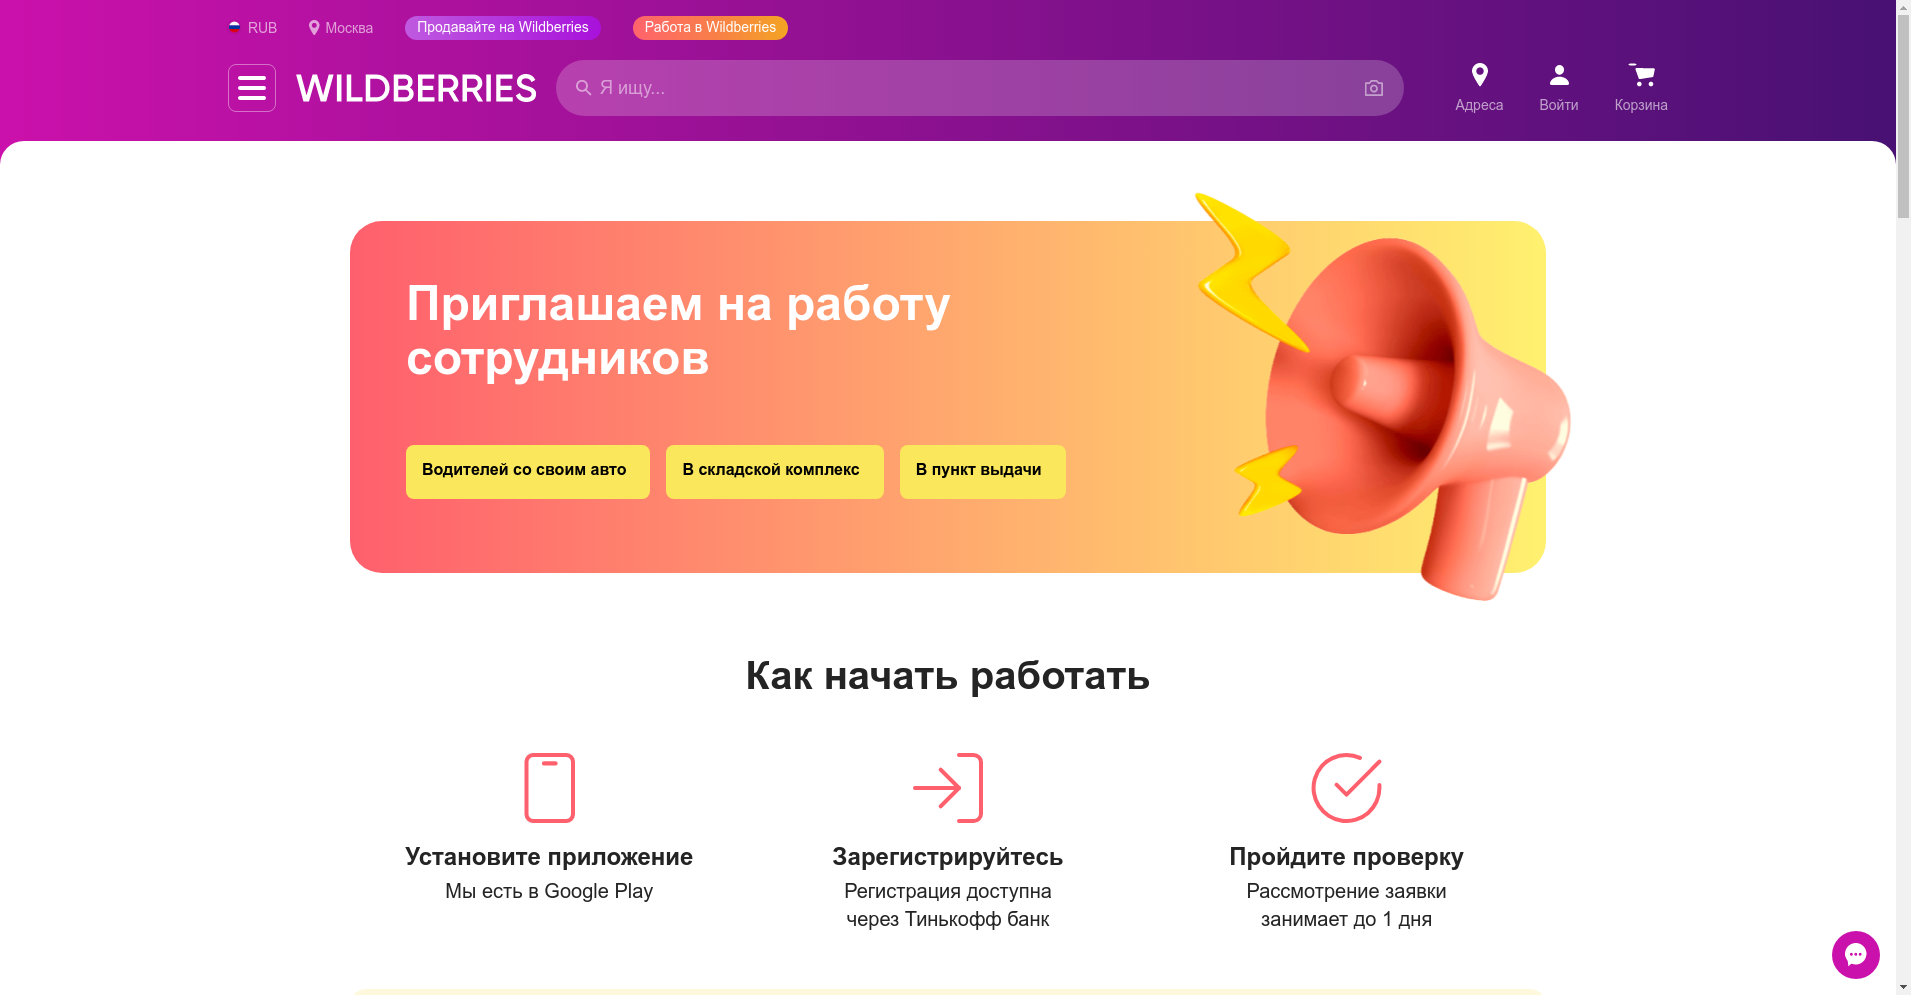 RUB
Москва
Продавайте на Wildberries
Работа в Wildberries
WILDBERRIES
Я ищу...
Адреса
Войти
Корзина
Приглашаем на работу
сотрудников
Водителей со своим авто
В складской комплекс
В пункт выдачи
Как начать работать
Установите приложение
Мы есть в Google Play
Зарегистрируйтесь
Регистрация доступна
через Тинькофф банк
Пройдите проверку
Рассмотрение заявки
занимает до 1 дня